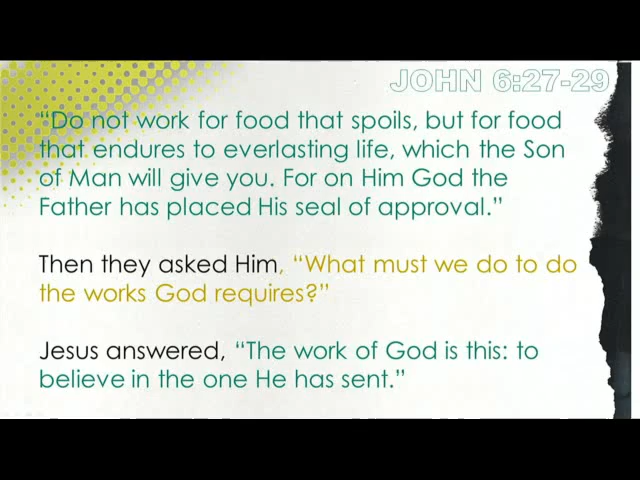 JOHN 6:27-29
“Do not work for food that spoils, but for food
that endures to everlasting life, which the Son
of Man will give you. For on Him God the
Father has placed His seal of approval.”
Then they asked Him, “What must we do to do
the works God requires?”
Jesus answered, “The work of God is this: to
believe in the one He has sent.”